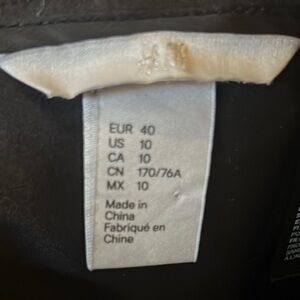 EUR 40
US 10
CA 10
CN 170/76A
MX 10
Made in
China
Fabriqué en
Chine